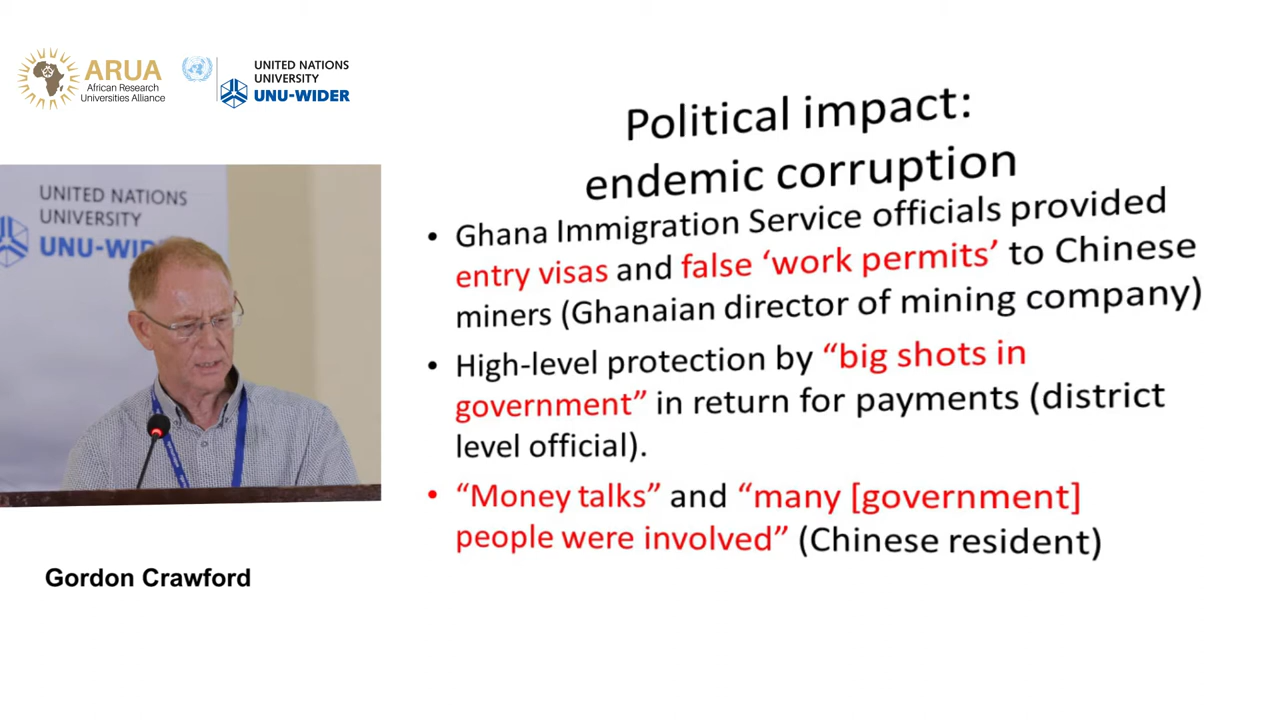 ARUA
African Research
Universities Alliance
UNITED NATIONS
UNIVERSITY
UNU-WIDER
UNITED NATIONS
UNIVERSITY
UNU-WIDER
Political impact:
endemic corruption
• Ghana Immigration Service officials provided
entry visas and false ‘work permits’ to Chinese
miners (Ghanaian director of mining company)
• High-level protection by “big shots in
government” in return for payments (district
level official).
• “Money talks” and “many [government]
people were involved” (Chinese resident)
Gordon Crawford